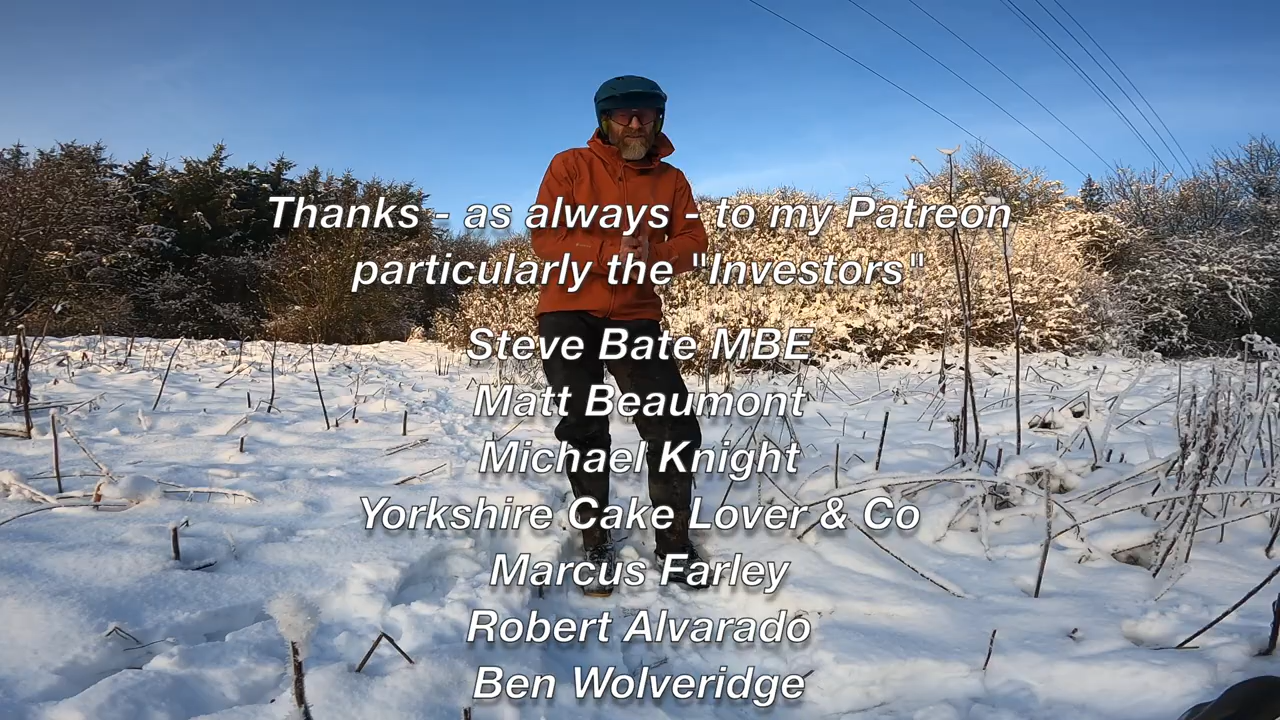 Thanks - as always - to my Patreon
particularly the "Investors"
Steve Bate MBE
Matt Beaumont
Michael Knight
Yorkshire Cake Lover & Co
Marcus Farley
Robert Alvarado
Ben Wolveridge